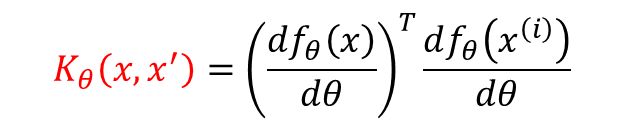 K_θ(x, x′) = (df_θ(x)/dθ)^T df_θ(x^(i))/dθ